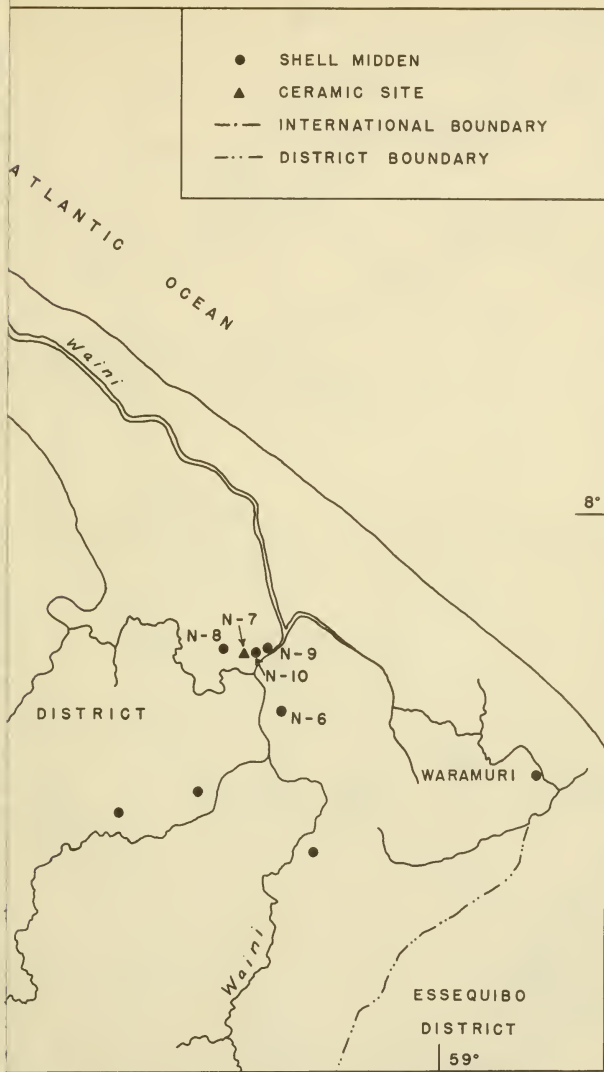 SHELL MIDDEN
CERAMIC SITE
INTERNATIONAL BOUNDARY
DISTRICT BOUNDARY
ATLANTIC OCEAN
Waini
8°
N-7
N-8
N-9
N-10
N-6
DISTRICT
WARAMURI
Waini
ESSEQUIBO
DISTRICT
59°